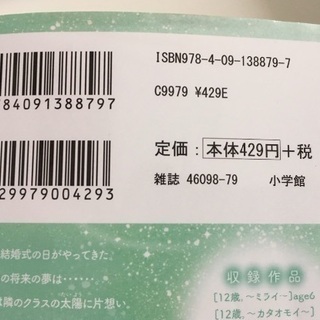 ISBN978-4-09-138879-7
84091388797
C9979 ¥429E
定価：本体429円＋税
雑誌 46098-79 小学館
29979004293
結婚式の日がやってきた
の将来の夢は……
隣のクラスの太陽に片想い
収録作品
[12歳。～ミライ～]age6
[12歳。～カタオモイ～]